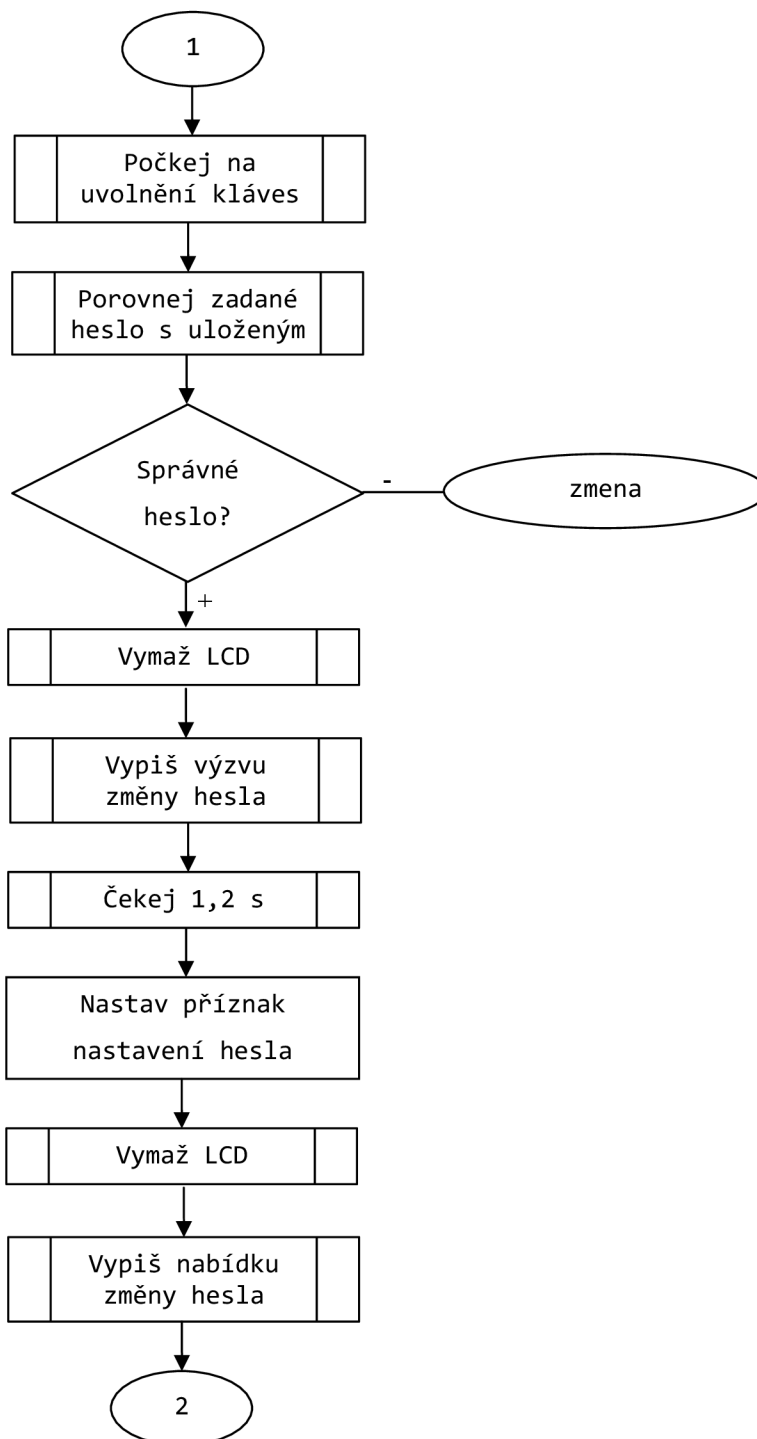 1
Počkej na
uvolnění kláves
Porovnej zadané
heslo s uloženým
Správné
heslo?
-
zmena
+
Vymaž LCD
Vypiš výzvu
změny hesla
Čekej 1,2 s
Nastav příznak
nastavení hesla
Vymaž LCD
Vypiš nabídku
změny hesla
2